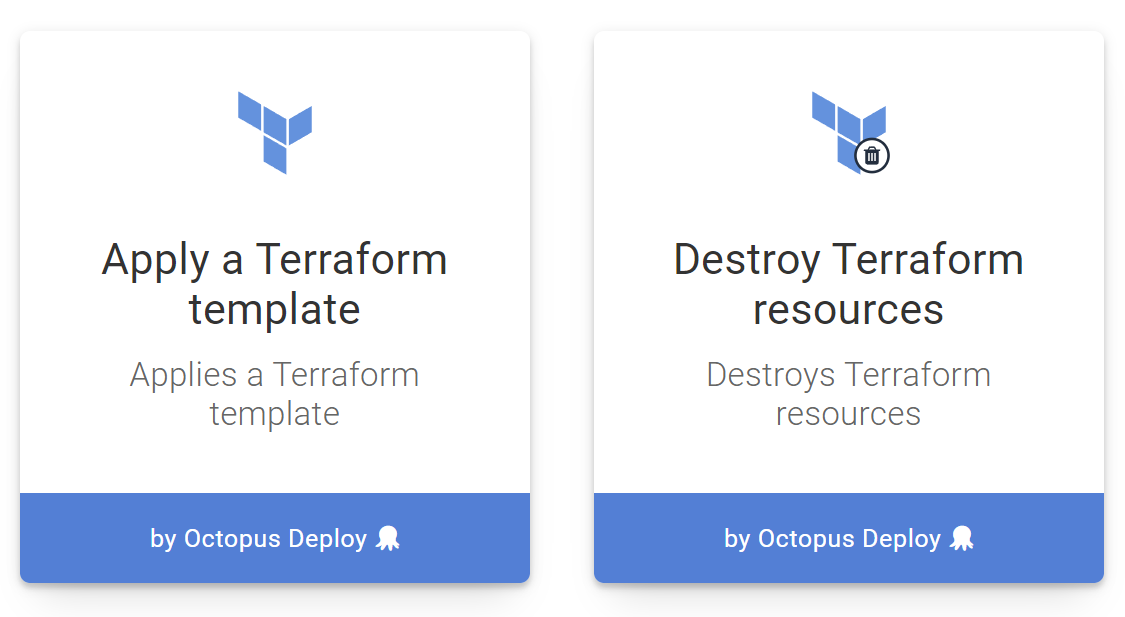 Apply a Terraform
template
Applies a Terraform
template
by Octopus Deploy
Destroy Terraform
resources
Destroys Terraform
resources
by Octopus Deploy